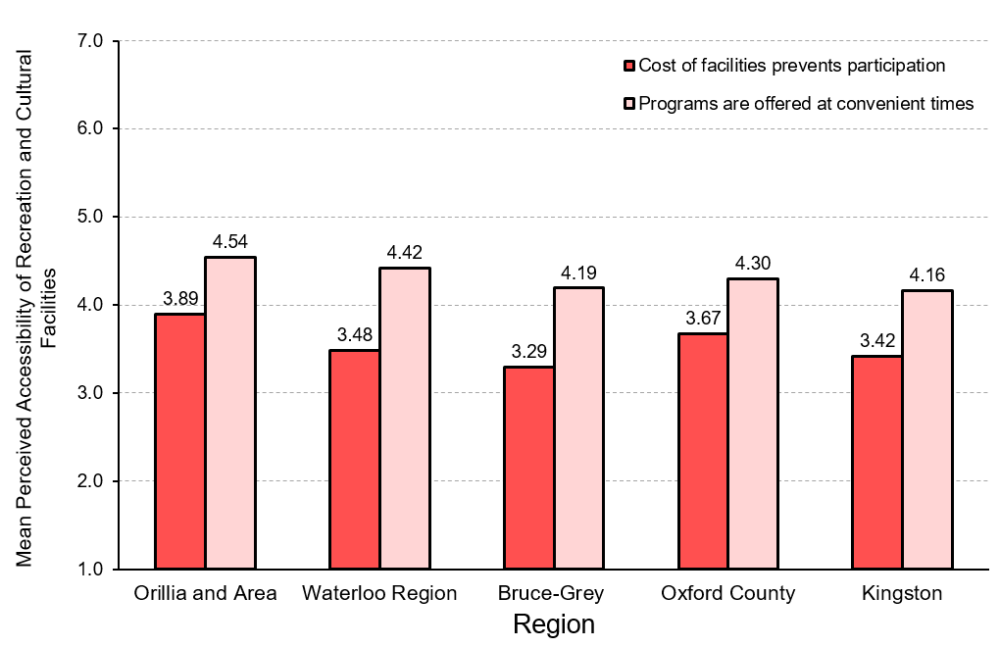 Mean Perceived Accessibility of Recreation and Cultural
Facilities
7.0
6.0
5.0
4.0
3.0
2.0
1.0
Cost of facilities prevents participation
Programs are offered at convenient times
3.89
4.54
3.48
4.42
3.29
4.19
3.67
4.30
3.42
4.16
Orillia and Area
Waterloo Region
Bruce-Grey
Oxford County
Kingston
Region